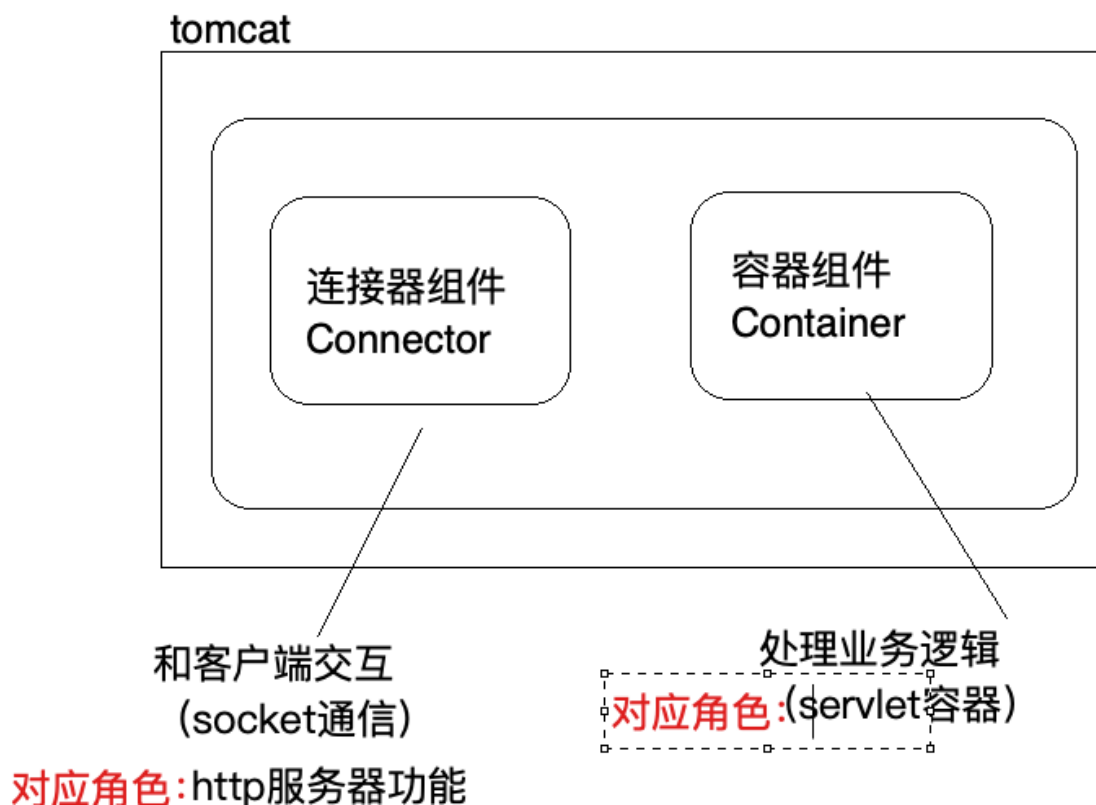 tomcat
连接器组件
Connector
容器组件
Container
和客户端交互
（socket通信）
对应角色:http服务器功能
处理业务逻辑
对应角色:(servlet容器）